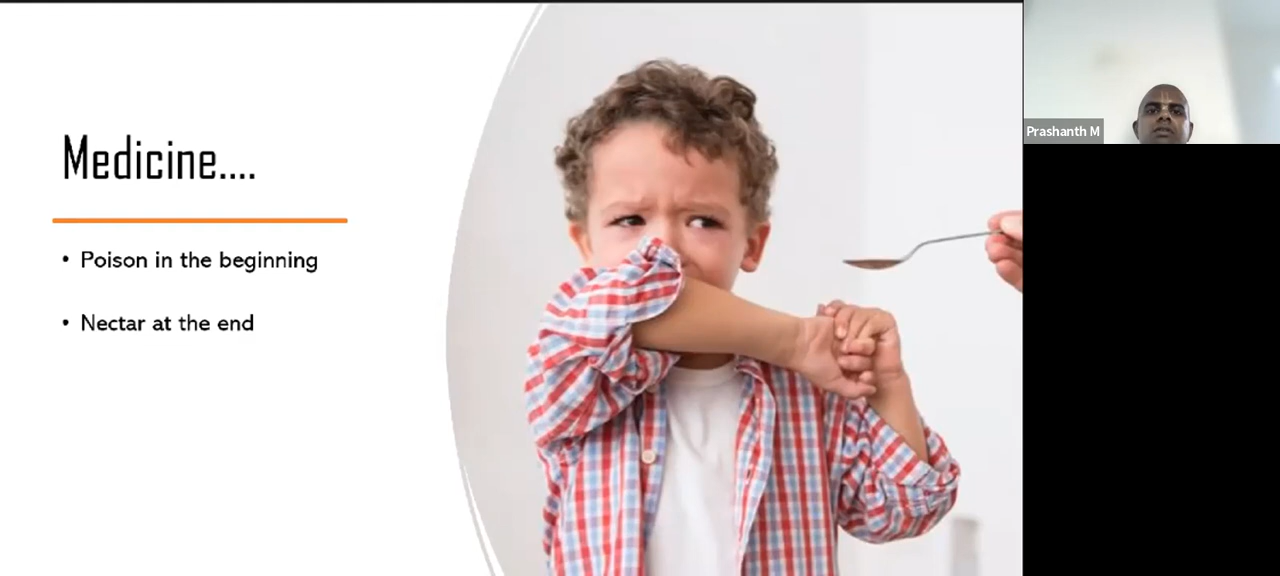 Medicine....
• Poison in the beginning
• Nectar at the end
Prashanth M